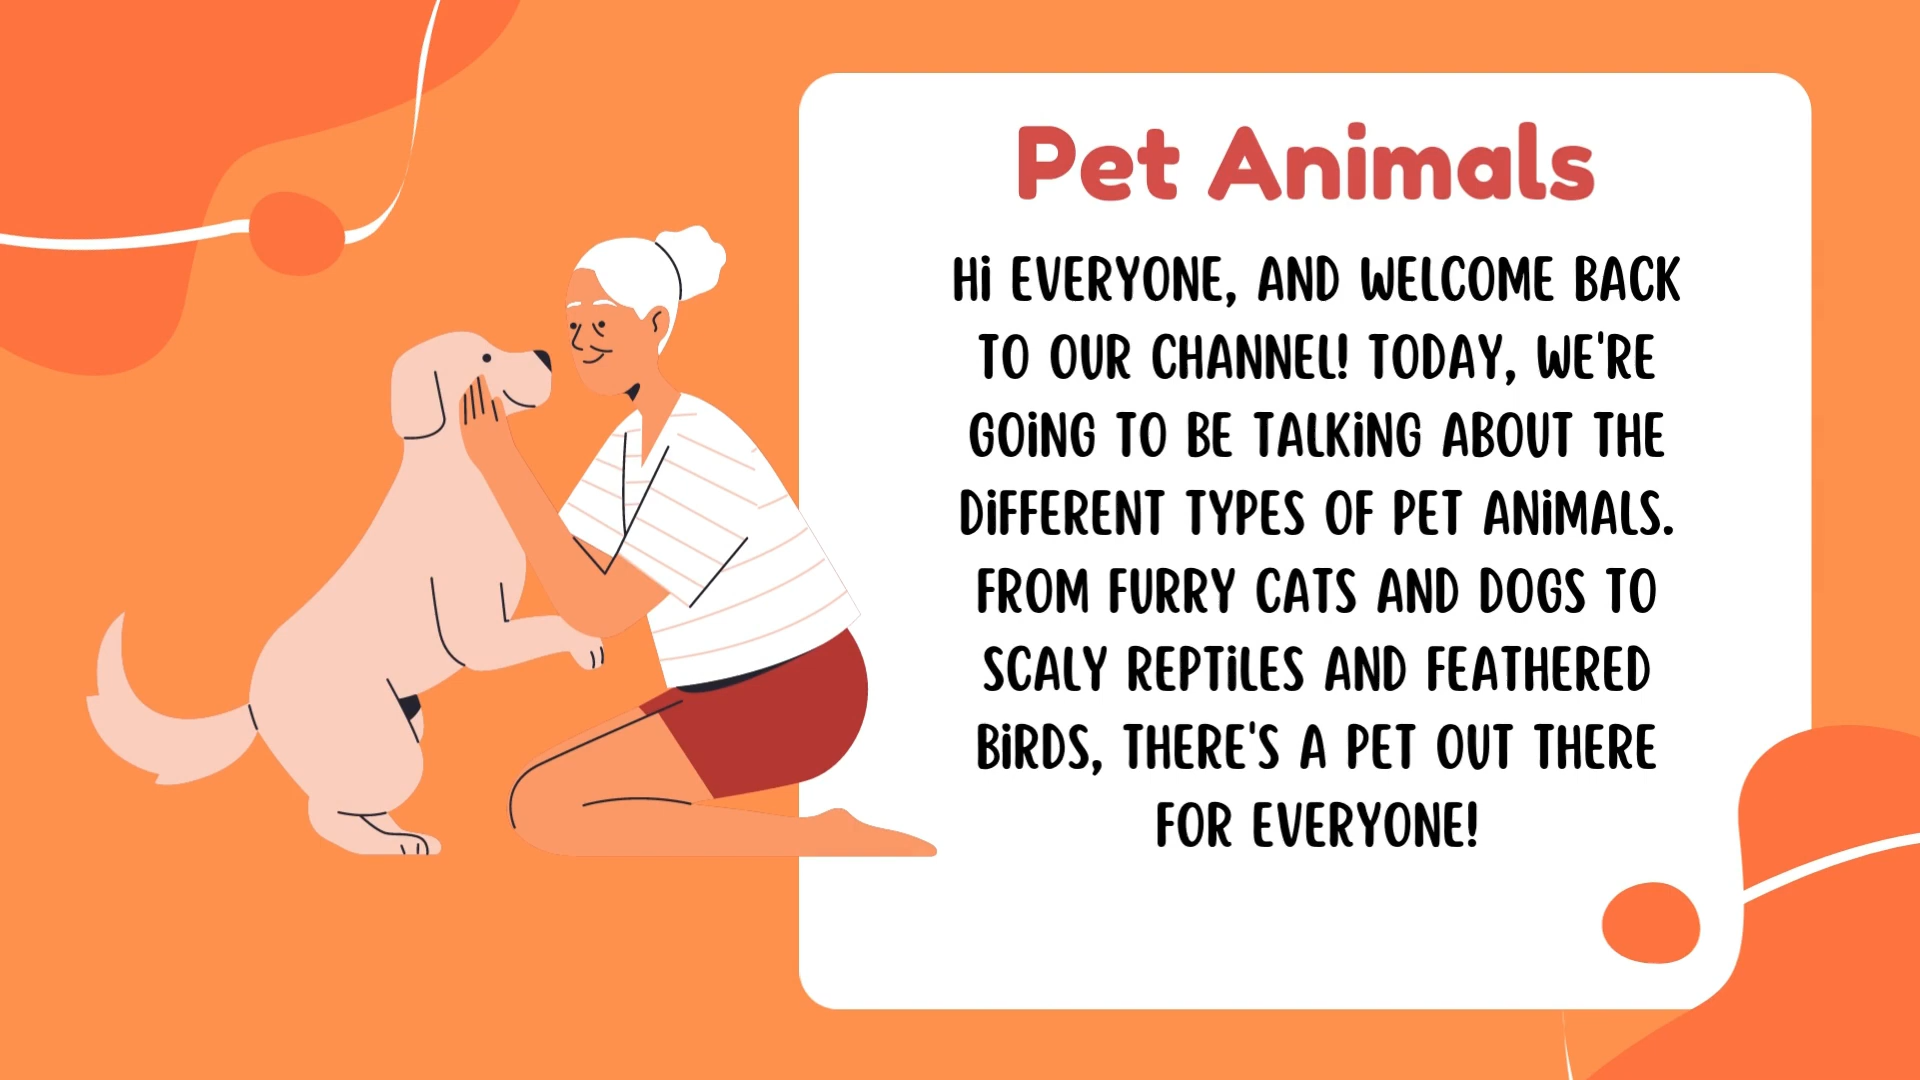 Pet Animals
Hi EVERYONE, AND WELCOME BACK
TO OUR CHANNEL! TODAY, WE'RE
GOiNG TO BE TALKiNG ABOUT THE
DiFFERENT TYPES OF PET ANiMALS.
FROM FURRY CATS AND DOGS TO
SCALY REPTiLES AND FEATHERED
BiRDS, THERE'S A PET OUT THERE
FOR EVERYONE!